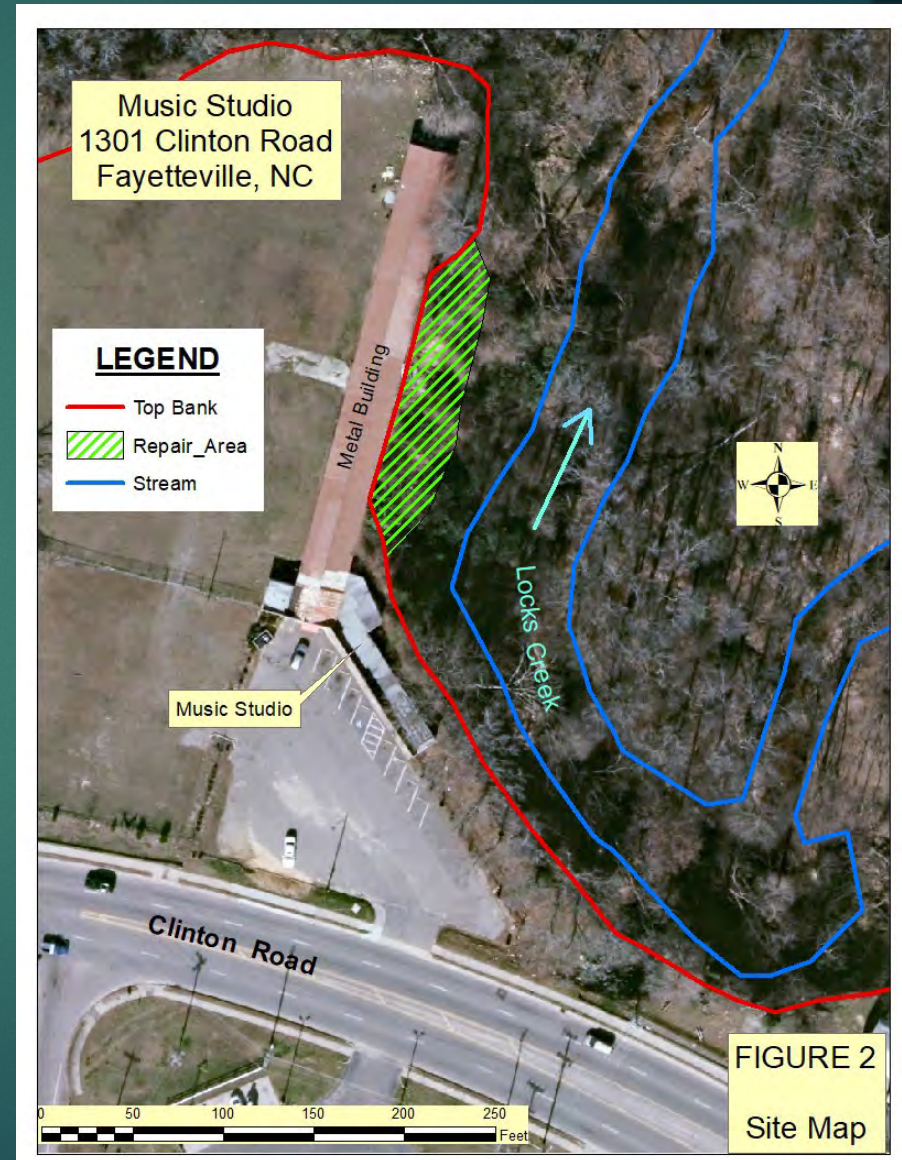 Music Studio
1301 Clinton Road
Fayetteville, NC
LEGEND
Top Bank
Repair_Area
Stream
Metal Building
N
W E
S
Locks Creek
Music Studio
Clinton Road
FIGURE 2
Site Map
0 50 100 150 200 250
Feet